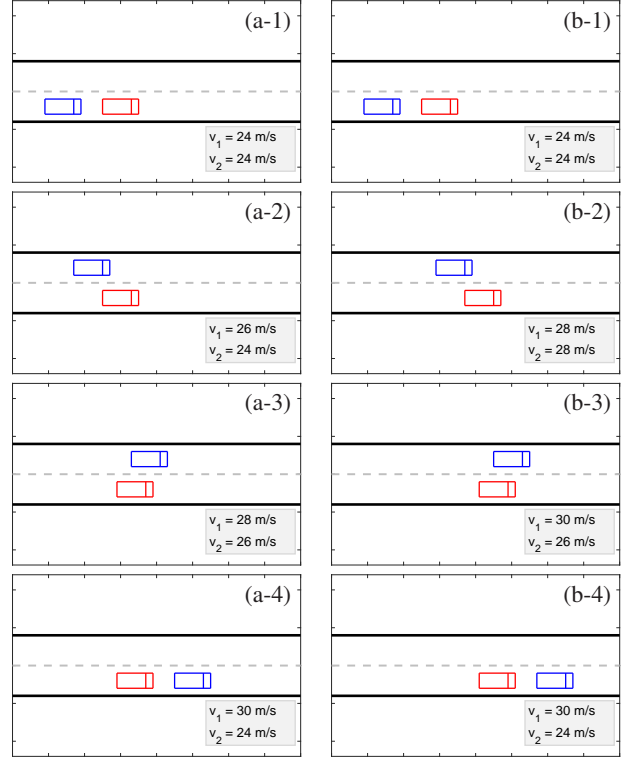 (a-1)
v₁ = 24 m/s
v₂ = 24 m/s
(b-1)
v₁ = 24 m/s
v₂ = 24 m/s
(a-2)
v₁ = 26 m/s
v₂ = 24 m/s
(b-2)
v₁ = 28 m/s
v₂ = 28 m/s
(a-3)
v₁ = 28 m/s
v₂ = 26 m/s
(b-3)
v₁ = 30 m/s
v₂ = 26 m/s
(a-4)
v₁ = 30 m/s
v₂ = 24 m/s
(b-4)
v₁ = 30 m/s
v₂ = 24 m/s